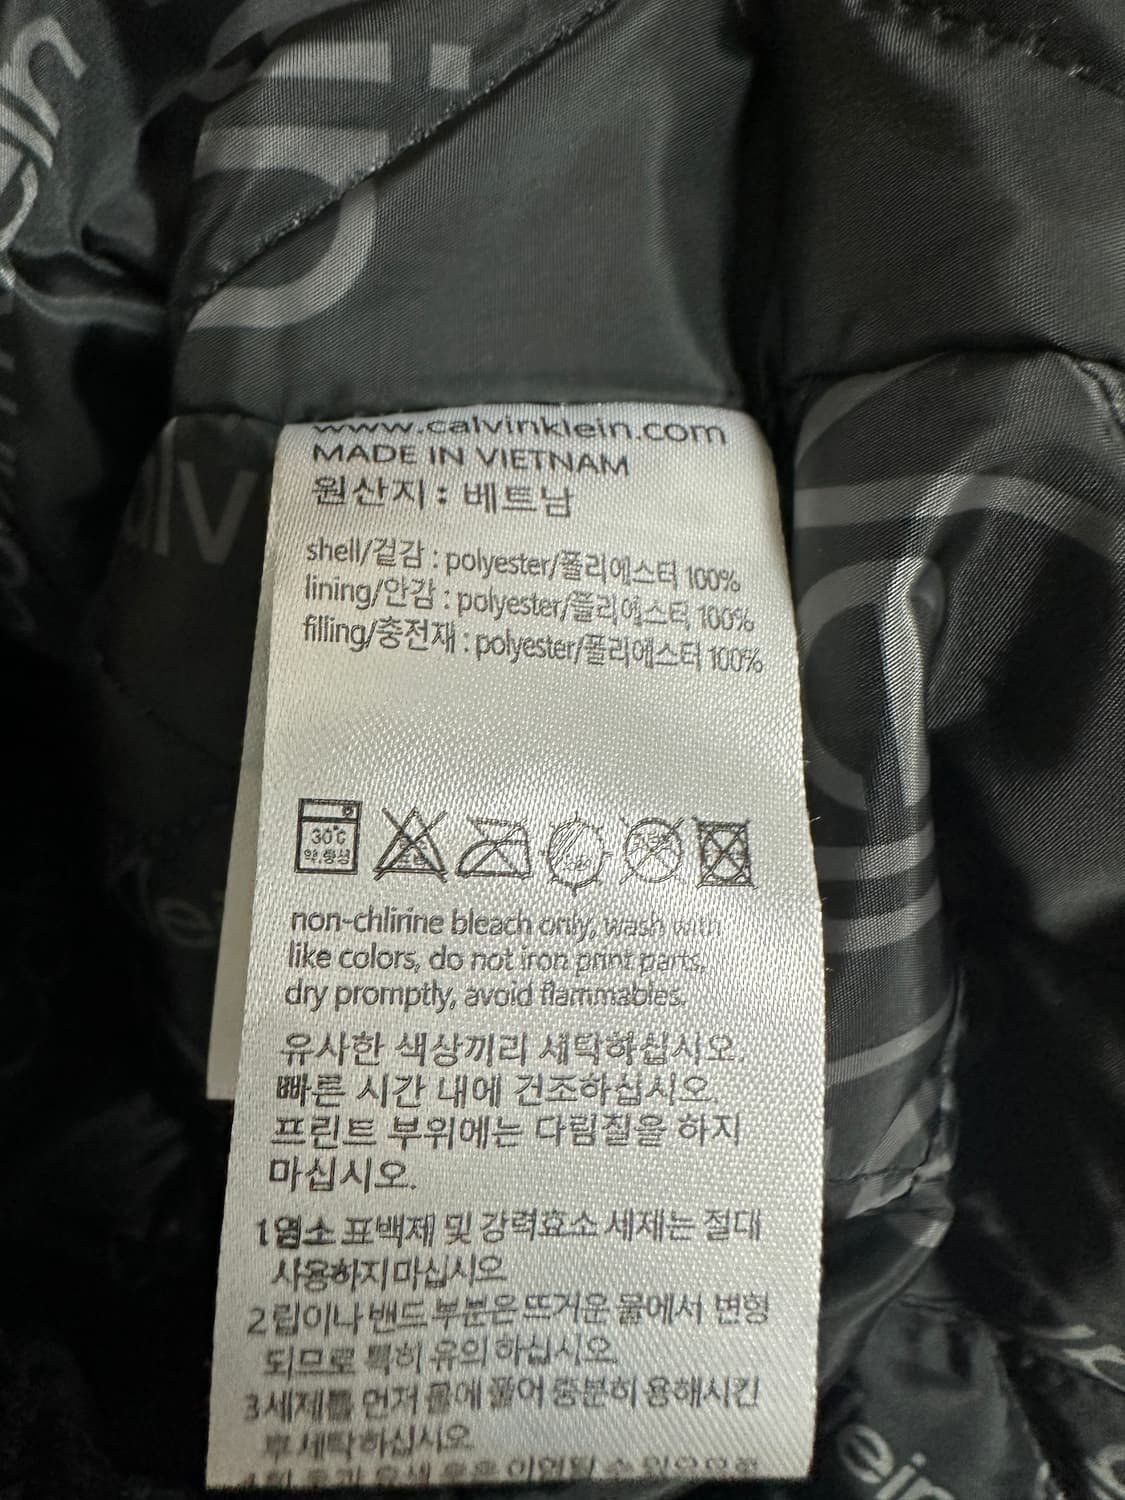 www.calvinklein.com
MADE IN VIETNAM
원산지 : 베트남
shell/겉감 : polyester/폴리에스터 100%
lining/안감 : polyester/폴리에스터 100%
filling/충전재 : polyester/폴리에스터 100%
30°C
약.중성
non-chlirine bleach only, wash with
like colors, do not iron print parts,
dry promptly, avoid flammables.
유사한 색상끼리 세탁하십시오.
빠른 시간 내에 건조하십시오.
프린트 부위에는 다림질을 하지
마십시오.
1염소 표백제 및 강력효소 세제는 절대
사용하지마십시오
2립이나 밴드부분은 뜨거운 물에서 변형
되므로 특히 유의 하십시오
3세제를 먼저 물에 풀어 충분히 용해시킨
후 세탁하십시오
alv
ein